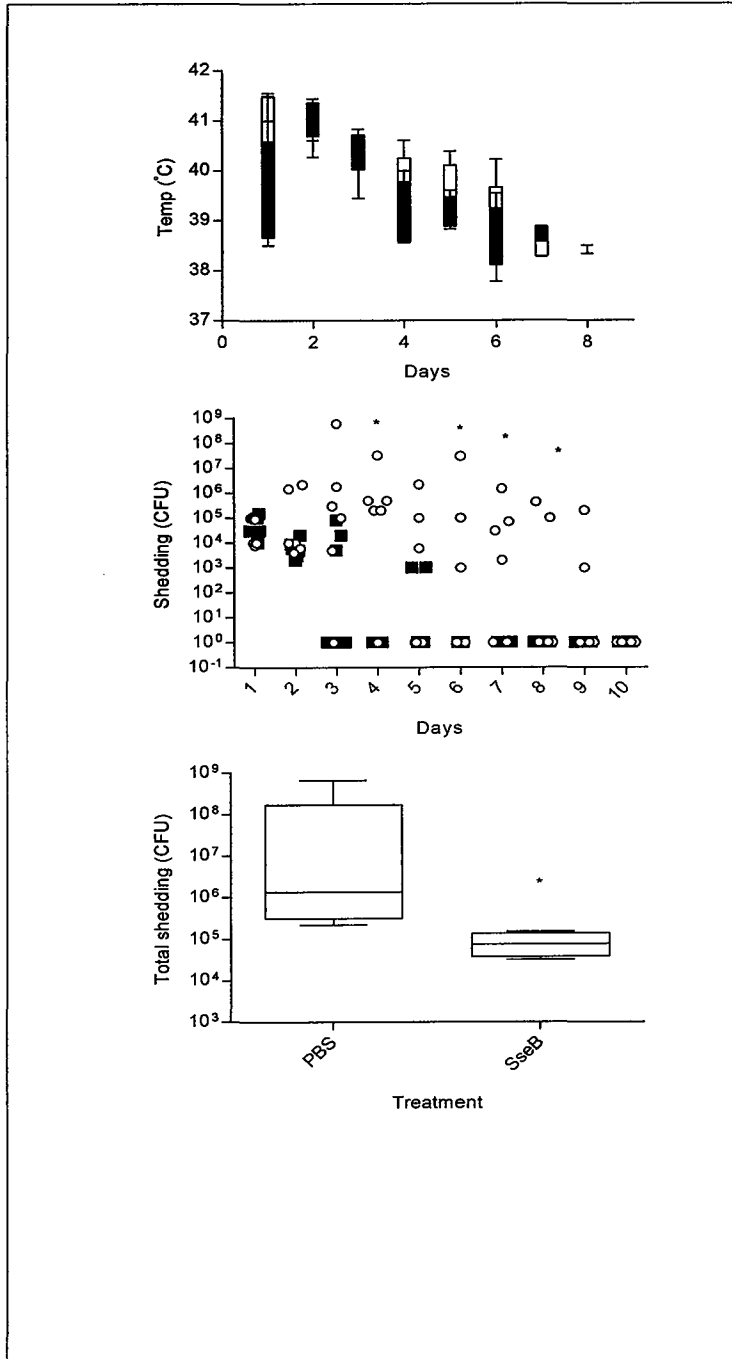 42
41
40
39
38
37
Temp (°C)
0 2 4 6 8
Days
10⁹
10⁸
10⁷
10⁶
10⁵
10⁴
10³
10²
10¹
10⁰
10⁻¹
Shedding (CFU)
* * * *
1 2 3 4 5 6 7 8 9 10
Days
10⁹
10⁸
10⁷
10⁶
10⁵
10⁴
10³
Total shedding (CFU)
*
PBS SseB
Treatment